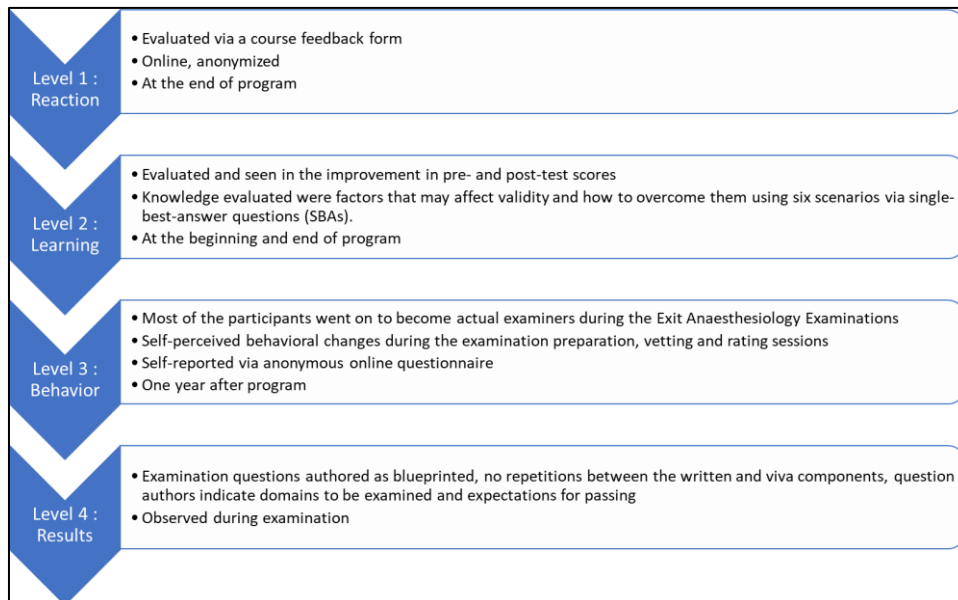 Level 1 :
Reaction
• Evaluated via a course feedback form
• Online, anonymized
• At the end of program
Level 2 :
Learning
• Evaluated and seen in the improvement in pre- and post-test scores
• Knowledge evaluated were factors that may affect validity and how to overcome them using six scenarios via single-
best-answer questions (SBAs).
• At the beginning and end of program
Level 3 :
Behavior
• Most of the participants went on to become actual examiners during the Exit Anaesthesiology Examinations
• Self-perceived behavioral changes during the examination preparation, vetting and rating sessions
• Self-reported via anonymous online questionnaire
• One year after program
Level 4 :
Results
• Examination questions authored as blueprinted, no repetitions between the written and viva components, question
authors indicate domains to be examined and expectations for passing
• Observed during examination